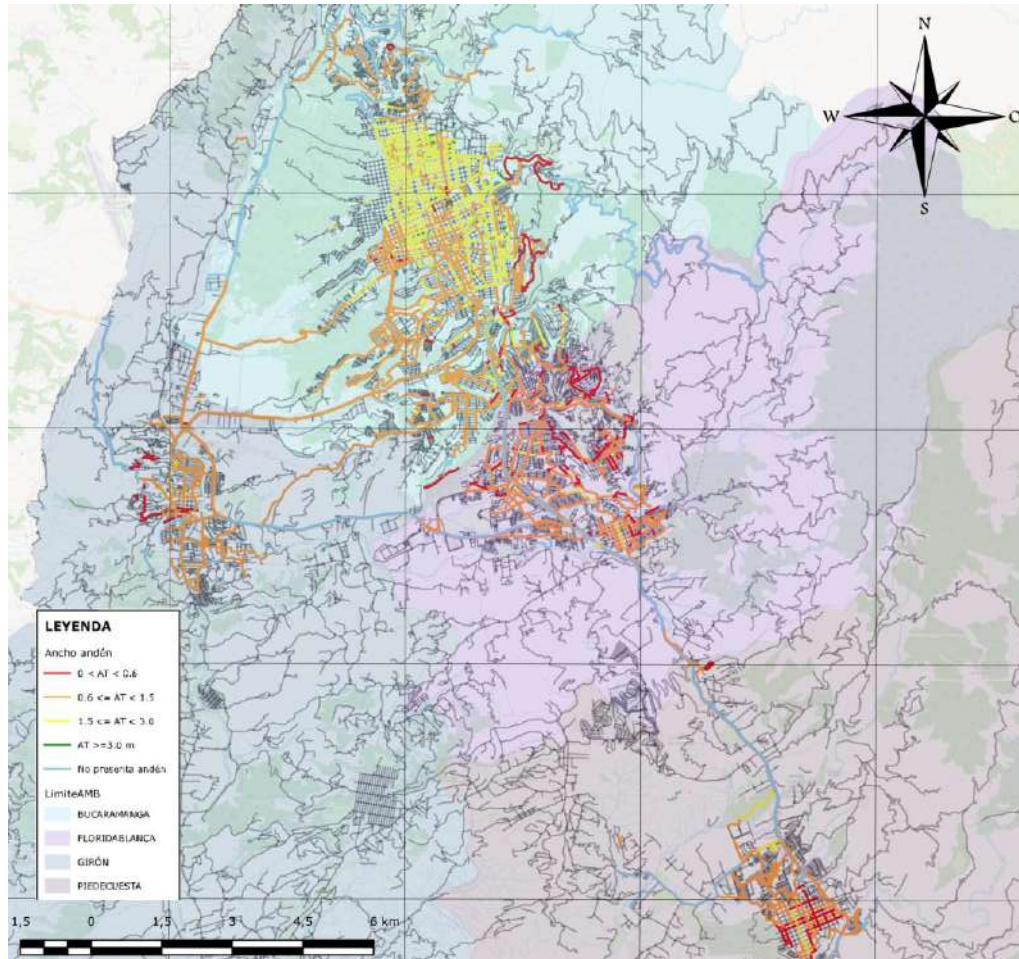 N
W
O
S
LEYENDA
Ancho andén
0 < AT < 0.6
0.6 <= AT < 1.5
1.5 <= AT < 3.0
AT >=3.0 m
No presenta andén
LimiteAMB
BUCARAMANGA
FLORIDABLANCA
GIRÓN
PIEDECUESTA
1,5 0 1,5 3 4,5 6 km